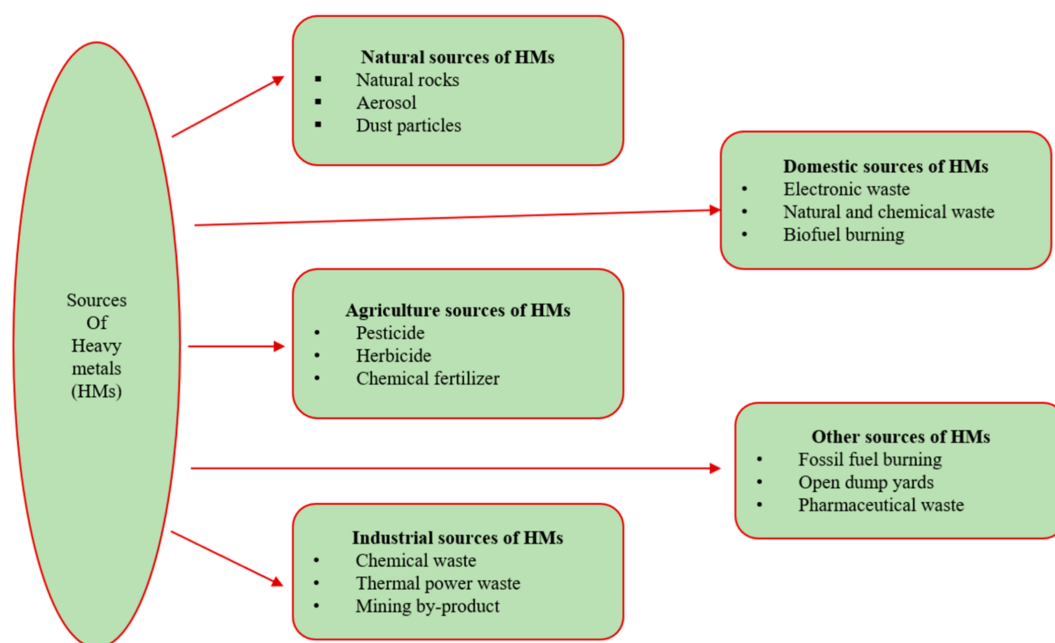 Sources
Of
Heavy
metals
(HMs)
Natural sources of HMs
▪ Natural rocks
▪ Aerosol
▪ Dust particles
Domestic sources of HMs
• Electronic waste
• Natural and chemical waste
• Biofuel burning
Agriculture sources of HMs
• Pesticide
• Herbicide
• Chemical fertilizer
Other sources of HMs
• Fossil fuel burning
• Open dump yards
• Pharmaceutical waste
Industrial sources of HMs
• Chemical waste
• Thermal power waste
• Mining by-product